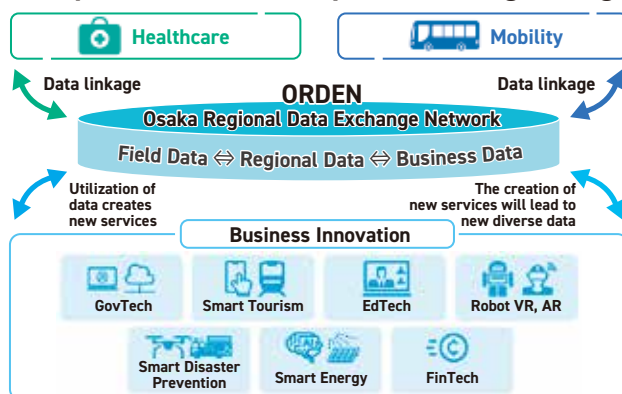 Healthcare
Mobility
Data linkage
Data linkage
ORDEN
Osaka Regional Data Exchange Network
Field Data ⇔ Regional Data ⇔ Business Data
Utilization of
data creates
new services
The creation of
new services will lead to
new diverse data
Business Innovation
GovTech
Smart Tourism
EdTech
Robot VR, AR
Smart Disaster
Prevention
Smart Energy
FinTech